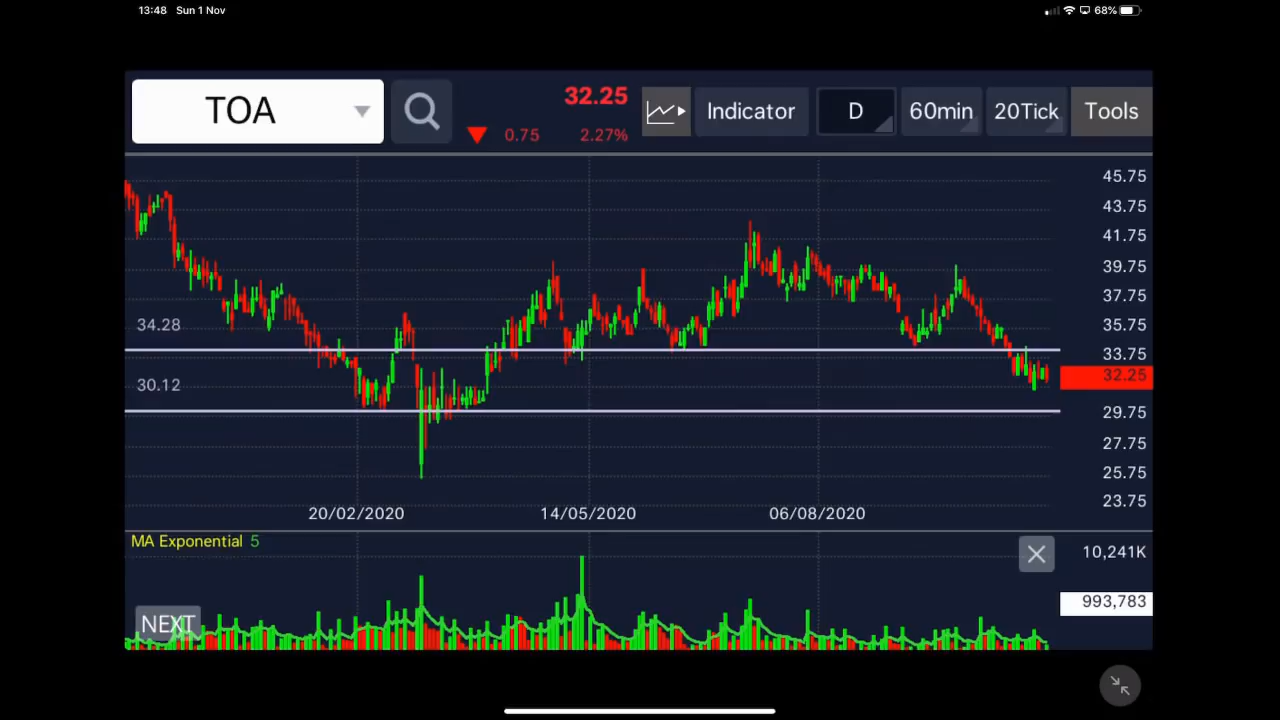 13:48 Sun 1 Nov 68%
TOA 32.25 0.75 2.27% Indicator D 60min 20Tick Tools
45.75
43.75
41.75
39.75
37.75
34.28 35.75
33.75
32.25
30.12
29.75
27.75
25.75
23.75
20/02/2020 14/05/2020 06/08/2020
MA Exponential 5
10,241K
993,783
NEXT